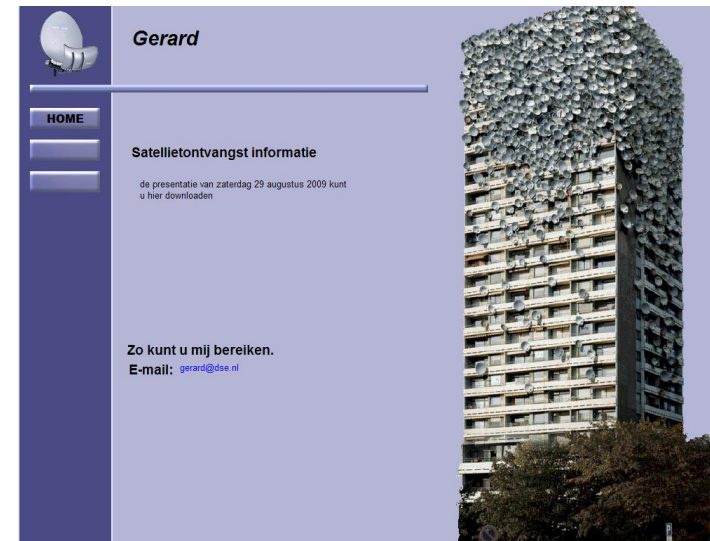 Gerard
HOME
Satellietontvangst informatie
de presentatie van zaterdag 29 augustus 2009 kunt
u hier downloaden
Zo kunt u mij bereiken.
E-mail: gerard@dse.nl